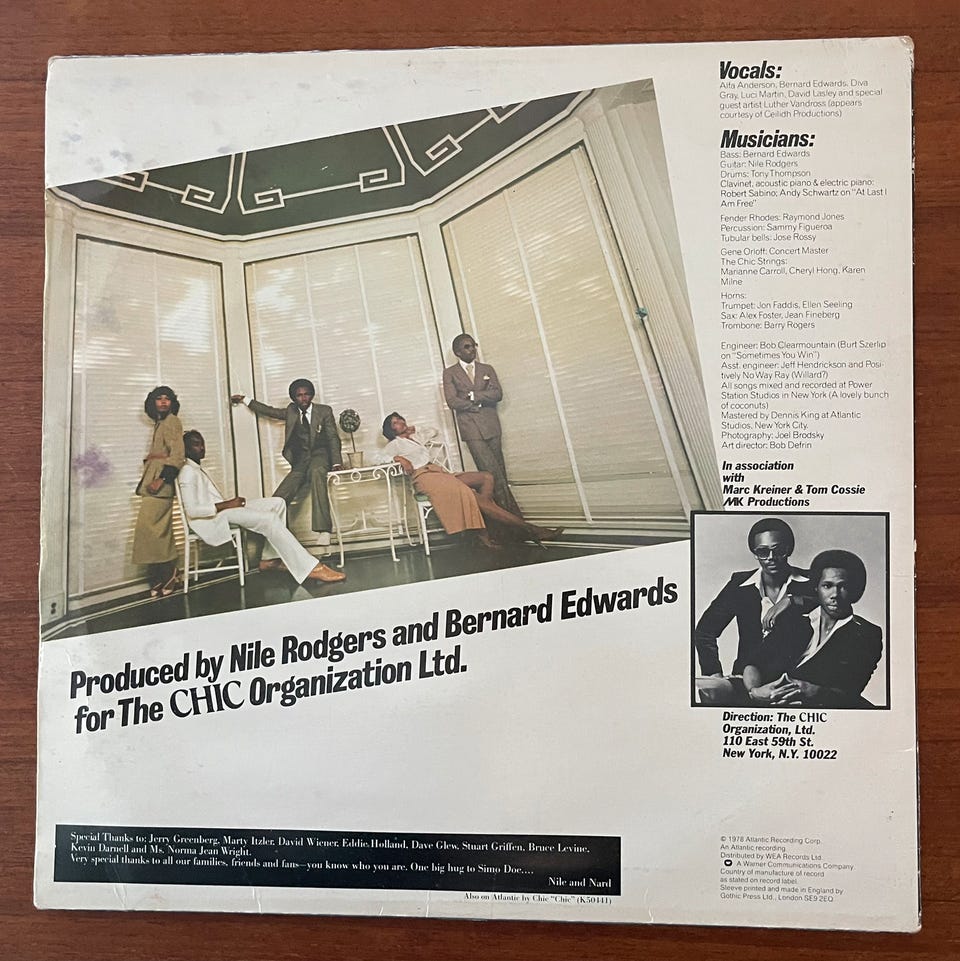 Vocals:
Alfa Anderson, Bernard Edwards, Diva
Gray, Luci Martin, David Lasley and special
guest artist Luther Vandross (appears
courtesy of Ceilidh Productions)
Musicians:
Bass: Bernard Edwards
Guitar: Nile Rodgers
Drums: Tony Thompson
Clavinet, acoustic piano & electric piano:
Robert Sabino; Andy Schwartz on "At Last I
Am Free"
Fender Rhodes: Raymond Jones
Percussion: Sammy Figueroa
Tubular bells: Jose Rossy
Gene Orloff: Concert Master
The Chic Strings:
Marianne Carroll, Cheryl Hong, Karen
Milne
Horns:
Trumpet: Jon Faddis, Ellen Seeling
Sax: Alex Foster, Jean Fineberg
Trombone: Barry Rogers
Engineer: Bob Clearmountain (Burt Szerlip
on "Sometimes You Win")
Asst. engineer: Jeff Hendrickson and Posi-
tively No Way Ray (Willard?)
All songs mixed and recorded at Power
Station Studios in New York (A lovely bunch
of coconuts)
Mastered by Dennis King at Atlantic
Studios, New York City.
Photography: Joel Brodsky
Art director: Bob Defrin
In association
with
Marc Kreiner & Tom Cossie
MK Productions
Produced by Nile Rodgers and Bernard Edwards
for The CHIC Organization Ltd.
Direction: The CHIC
Organization, Ltd.
110 East 59th St.
New York, N.Y. 10022
Special Thanks to: Jerry Greenberg, Marty Itzler, David Wiener, Eddie Holland, Dave Glew, Stuart Griffen, Bruce Levine,
Kevin Darnell and Ms. Norma Jean Wright.
Very special thanks to all our families, friends and fans—you know who you are. One big hug to Simo Doe....
Nile and Nard
Also on Atlantic by Chic "Chic" (K50441)
© 1978 Atlantic Recording Corp.
An Atlantic recording
Distributed by WEA Records Ltd.
A Warner Communications Company.
Country of manufacture of record
as stated on record label.
Sleeve printed and made in England by
Gothic Press Ltd., London SE9 2EQ